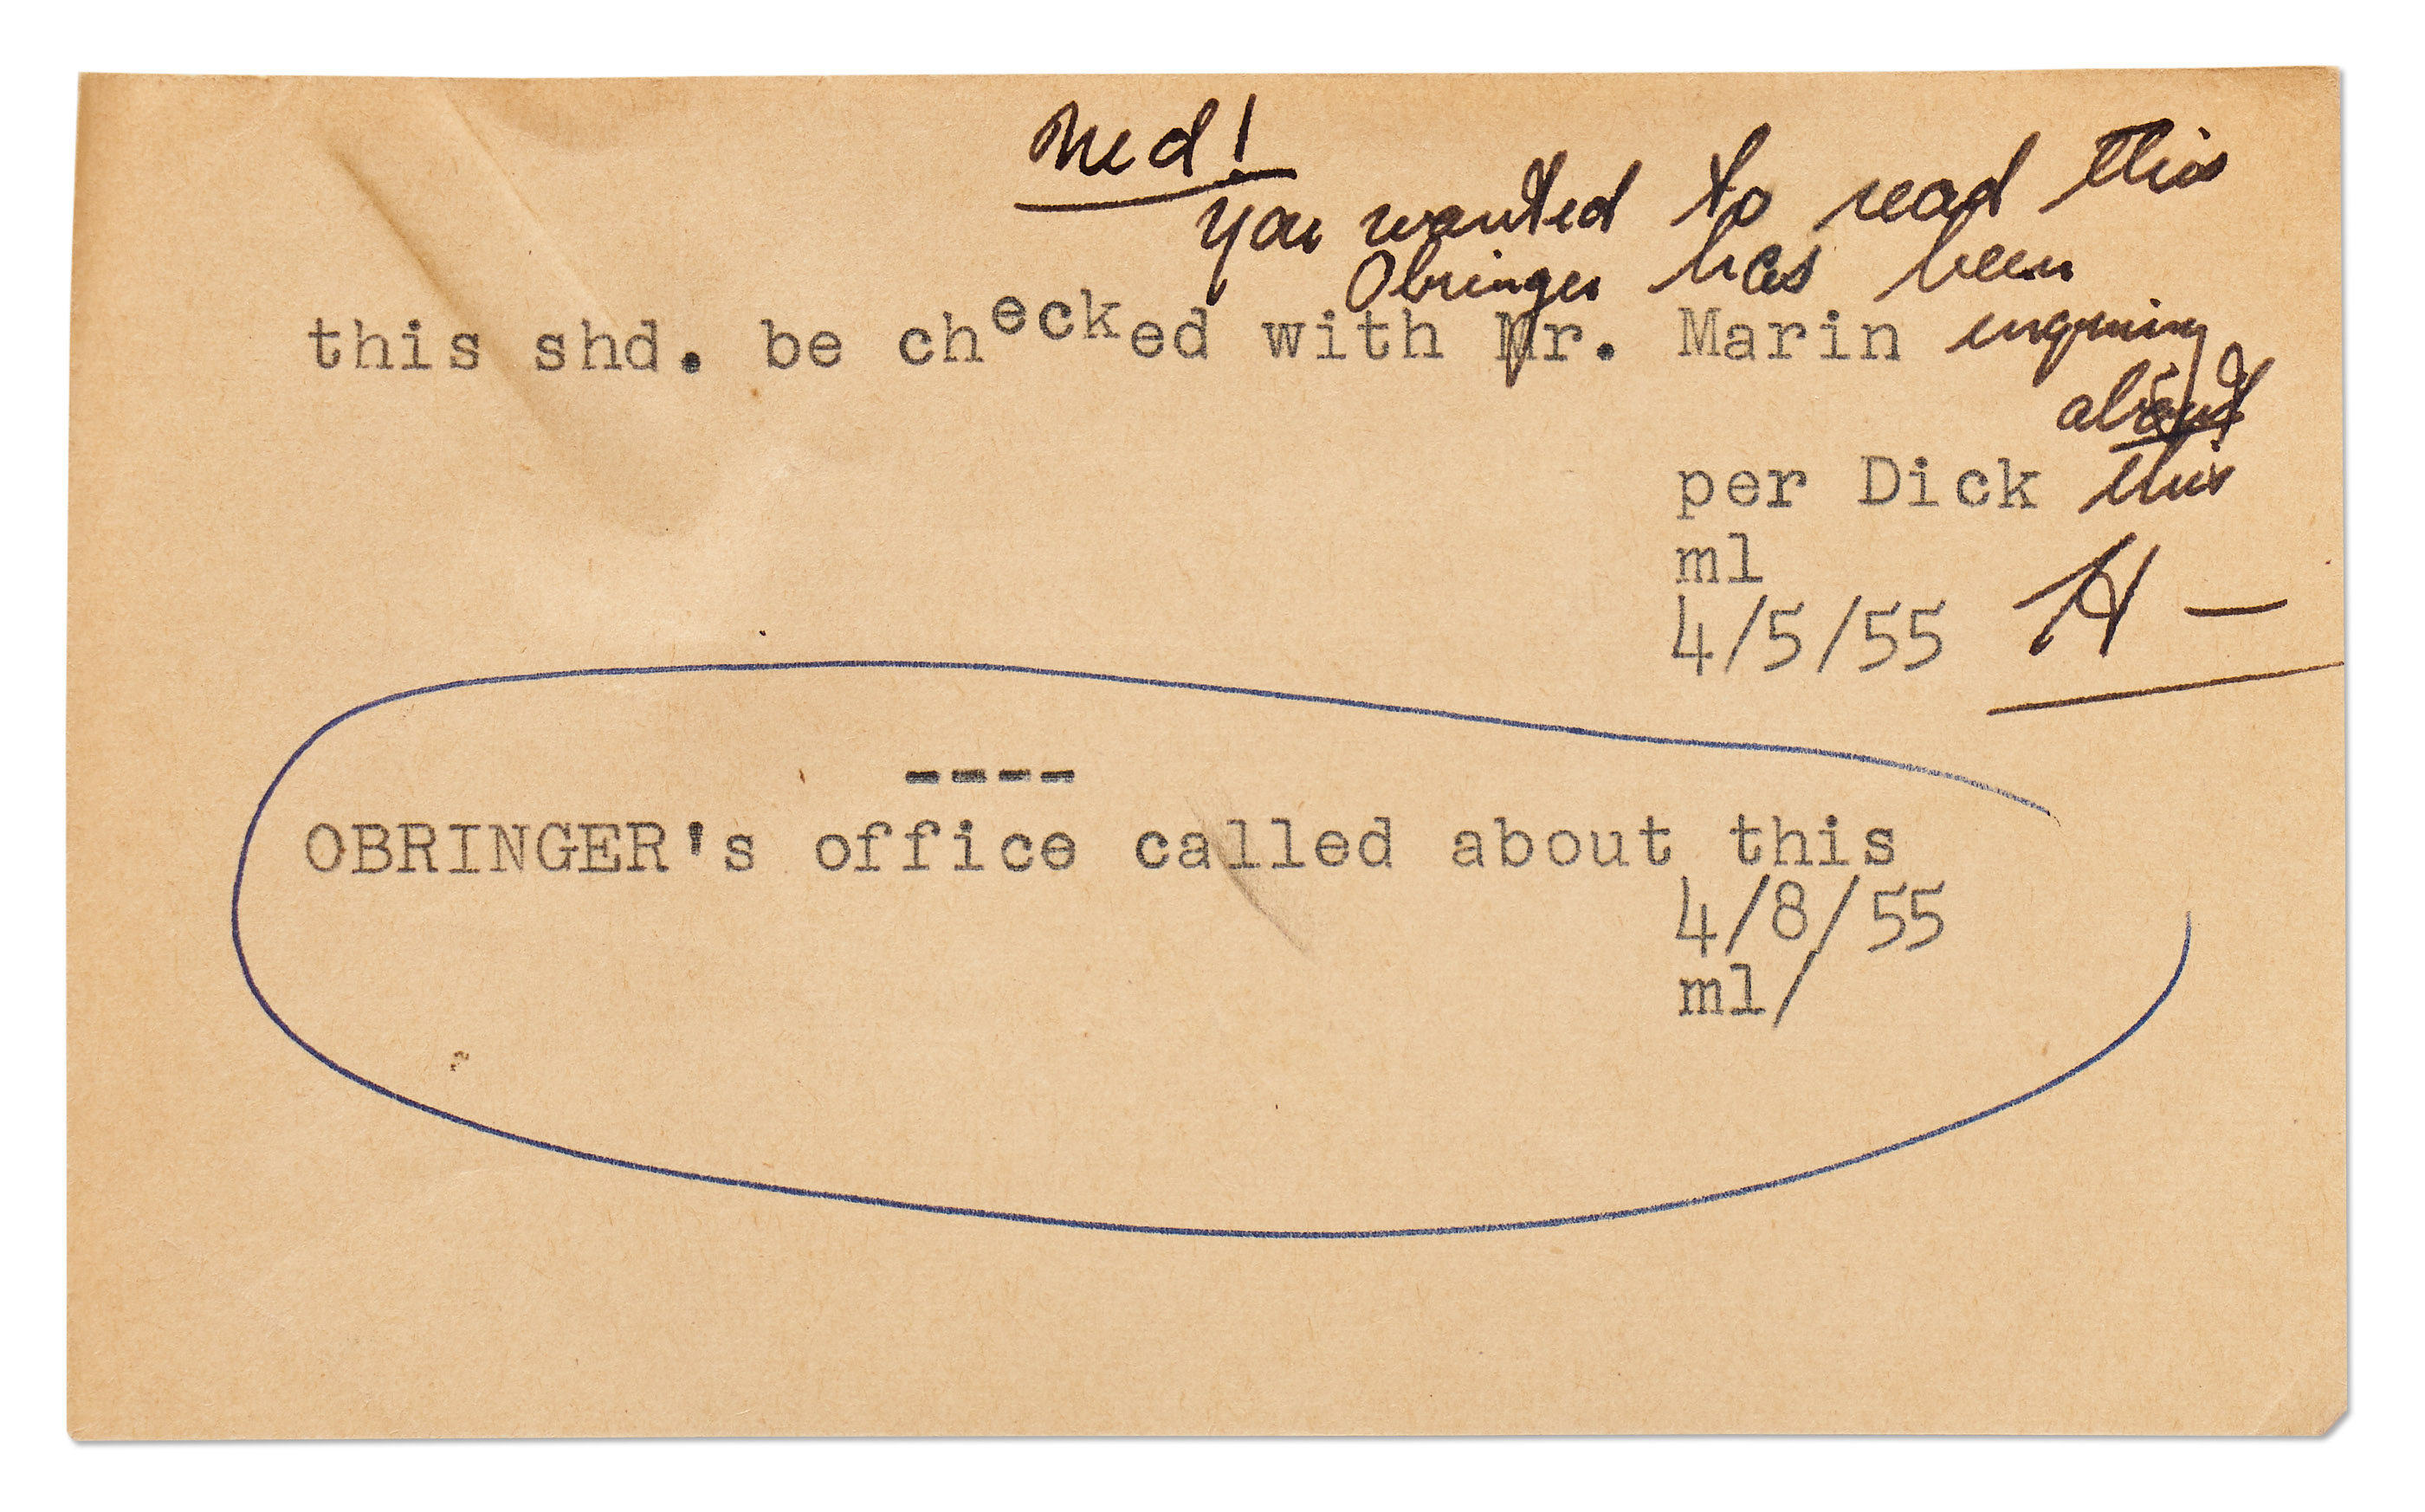 Ned!
You wanted to read this
Obringer has been
enquiring
about
this
H —
this shd. be checked with Mr. Marin
per Dick
ml
4/5/55
----
OBRINGER's office called about this
4/8/55
ml/